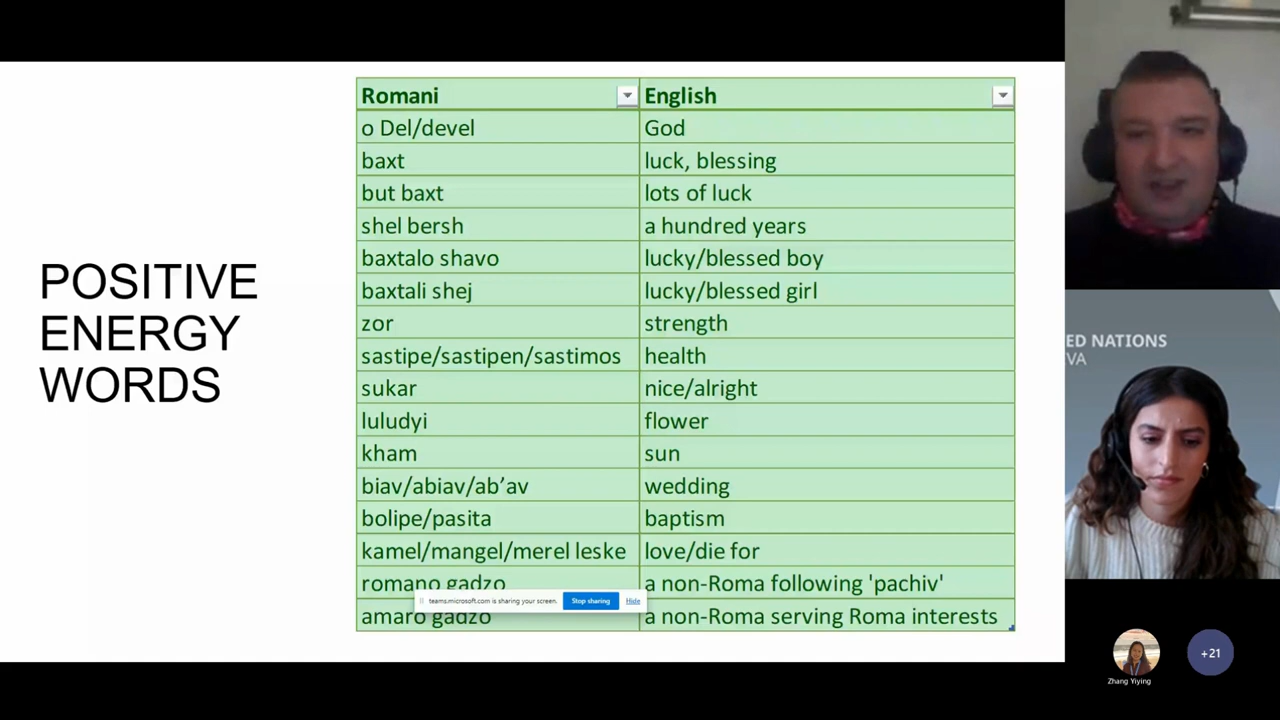 POSITIVE
ENERGY
WORDS
Romani English
o Del/devel God
baxt luck, blessing
but baxt lots of luck
shel bersh a hundred years
baxtalo shavo lucky/blessed boy
baxtali shej lucky/blessed girl
zor strength
sastipe/sastipen/sastimos health
sukar nice/alright
luludyi flower
kham sun
biav/abiav/ab’av wedding
bolipe/pasita baptism
kamel/mangel/merel leske love/die for
romano gadzo a non-Roma following 'pachiv'
teams.microsoft.com is sharing your screen. Stop sharing Hide
amaro gadzo a non-Roma serving Roma interests
ED NATIONS
VA
Zhang Yiying
+21